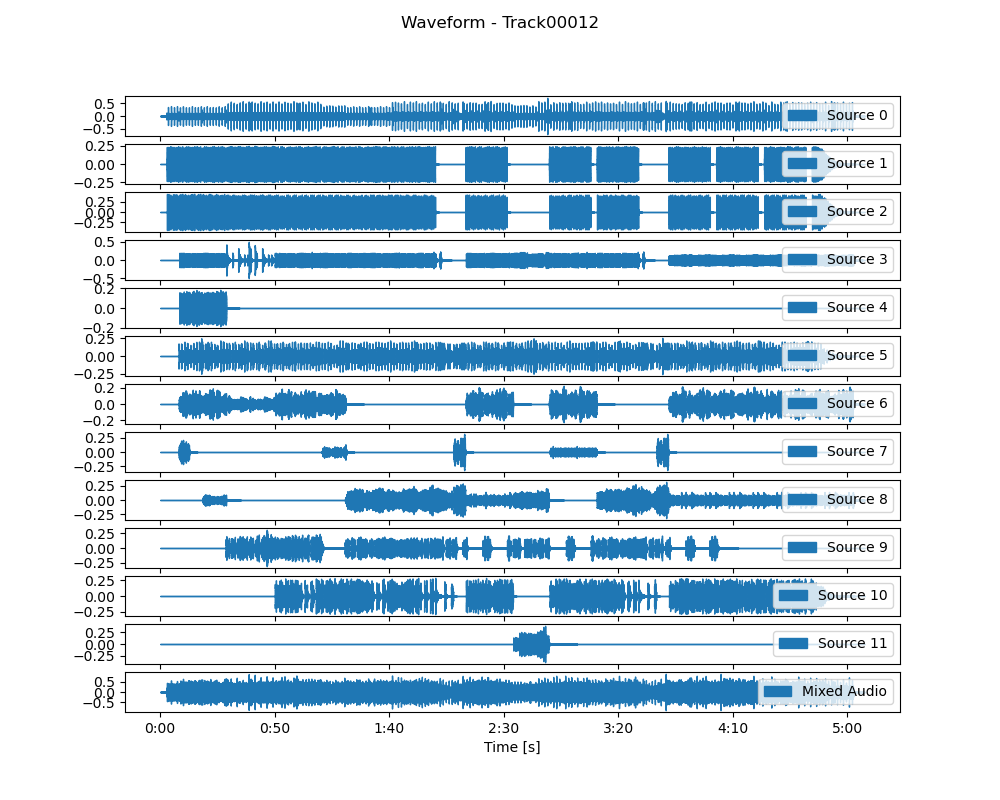 Waveform - Track00012
0.5
0.0
−0.5
Source 0
0.25
0.00
−0.25
Source 1
0.25
0.00
−0.25
Source 2
0.5
0.0
−0.5
Source 3
0.2
0.0
−0.2
Source 4
0.25
0.00
−0.25
Source 5
0.2
0.0
−0.2
Source 6
0.25
0.00
−0.25
Source 7
0.25
0.00
−0.25
Source 8
0.25
0.00
−0.25
Source 9
0.25
0.00
−0.25
Source 10
0.25
0.00
−0.25
Source 11
0.5
0.0
−0.5
Mixed Audio
0:00 0:50 1:40 2:30 3:20 4:10 5:00
Time [s]